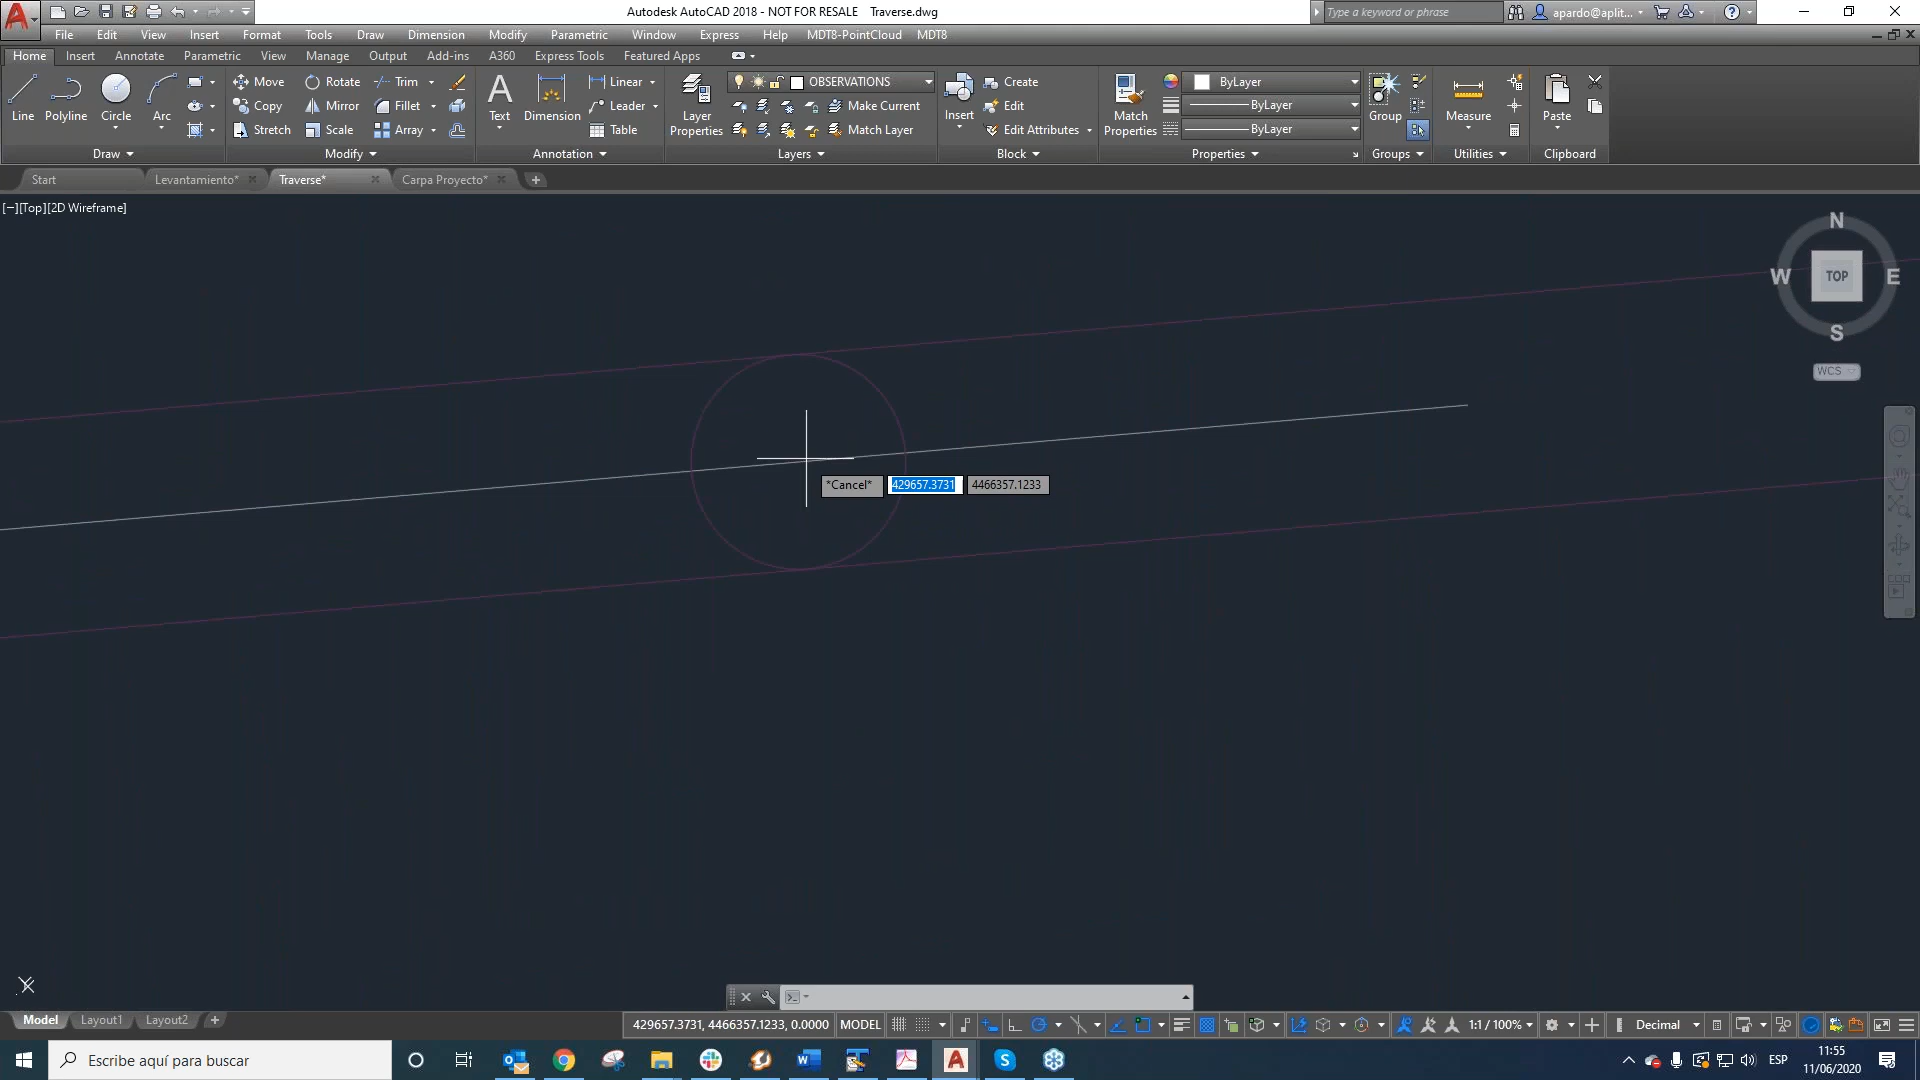 Autodesk AutoCAD 2018 - NOT FOR RESALE    Traverse.dwg
Type a keyword or phrase
apardo@aplit...
File Edit View Insert Format Tools Draw Dimension Modify Parametric Window Express Help MDT8-PointCloud MDT8
Home Insert Annotate Parametric View Manage Output Add-ins A360 Express Tools Featured Apps
Line Polyline Circle Arc
Move Rotate Trim
Copy Mirror Fillet
Stretch Scale Array
Text Dimension
Linear
Leader
Table
Layer Properties
OBSERVATIONS
Make Current
Match Layer
Insert
Create
Edit
Edit Attributes
Match Properties
ByLayer
ByLayer
ByLayer
Group
Measure
Paste
Draw Modify Annotation Layers Block Properties Groups Utilities Clipboard
Start Levantamiento* Traverse* Carpa Proyecto*
[−][Top][2D Wireframe]
N
W TOP E
S
WCS
*Cancel* 429657.3731 4466357.1233
Model Layout1 Layout2
429657.3731, 4466357.1233, 0.0000 MODEL 1:1 / 100% Decimal
Escribe aquí para buscar
ESP
11:55
11/06/2020